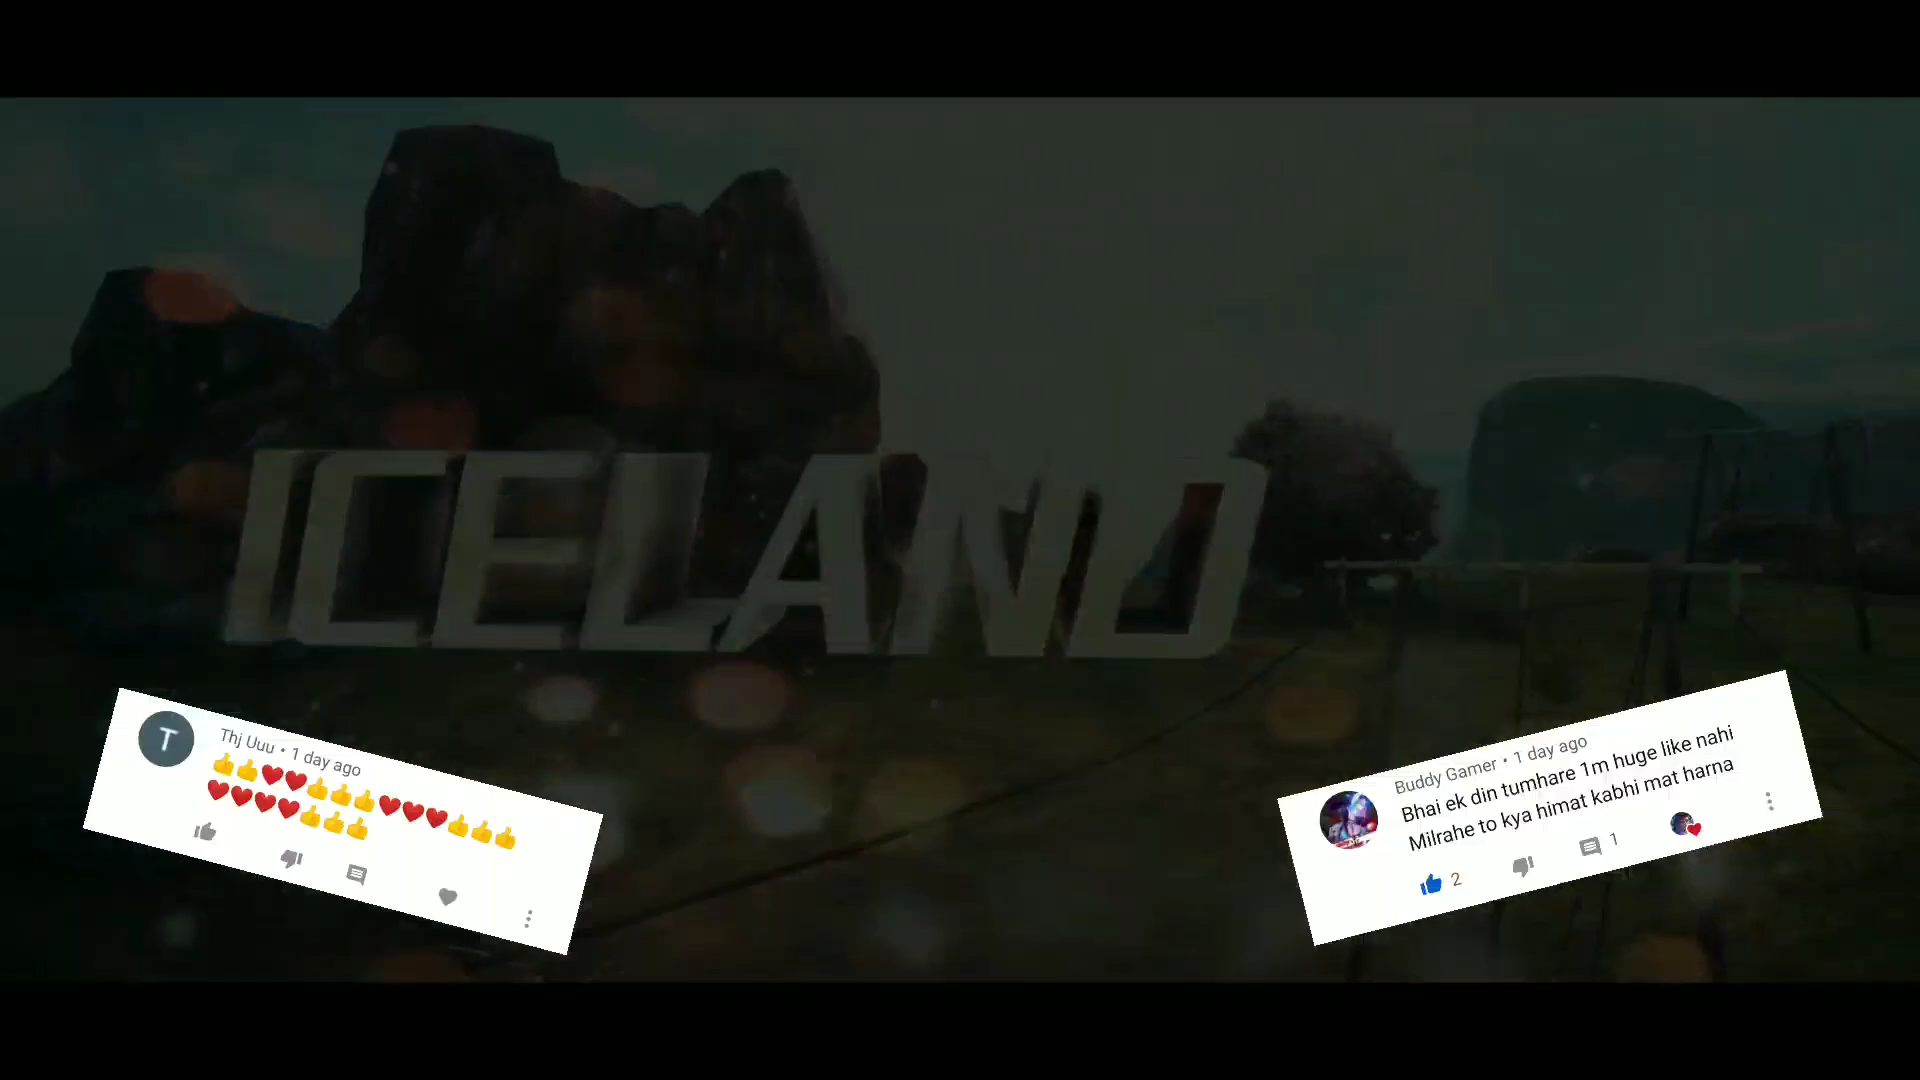 ICELAND
Thj Uuu • 1 day ago
👍👍❤️❤️👍👍👍❤️❤️❤️👍👍👍
❤️❤️❤️❤️👍👍👍
T
Buddy Gamer • 1 day ago
Bhai ek din tumhare 1m huge like nahi
Milrahe to kya himat kabhi mat harna
2
1